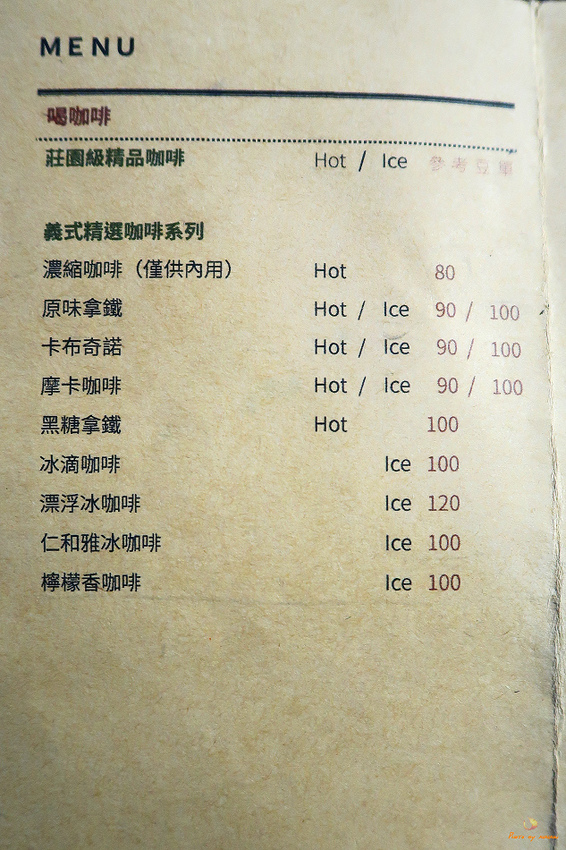 MENU
喝咖啡
莊園級精品咖啡 Hot / Ice 參考豆單
義式精選咖啡系列
濃縮咖啡（僅供內用） Hot 80
原味拿鐵 Hot / Ice 90 / 100
卡布奇諾 Hot / Ice 90 / 100
摩卡咖啡 Hot / Ice 90 / 100
黑糖拿鐵 Hot 100
冰滴咖啡 Ice 100
漂浮冰咖啡 Ice 120
仁和雅冰咖啡 Ice 100
檸檬香咖啡 Ice 100